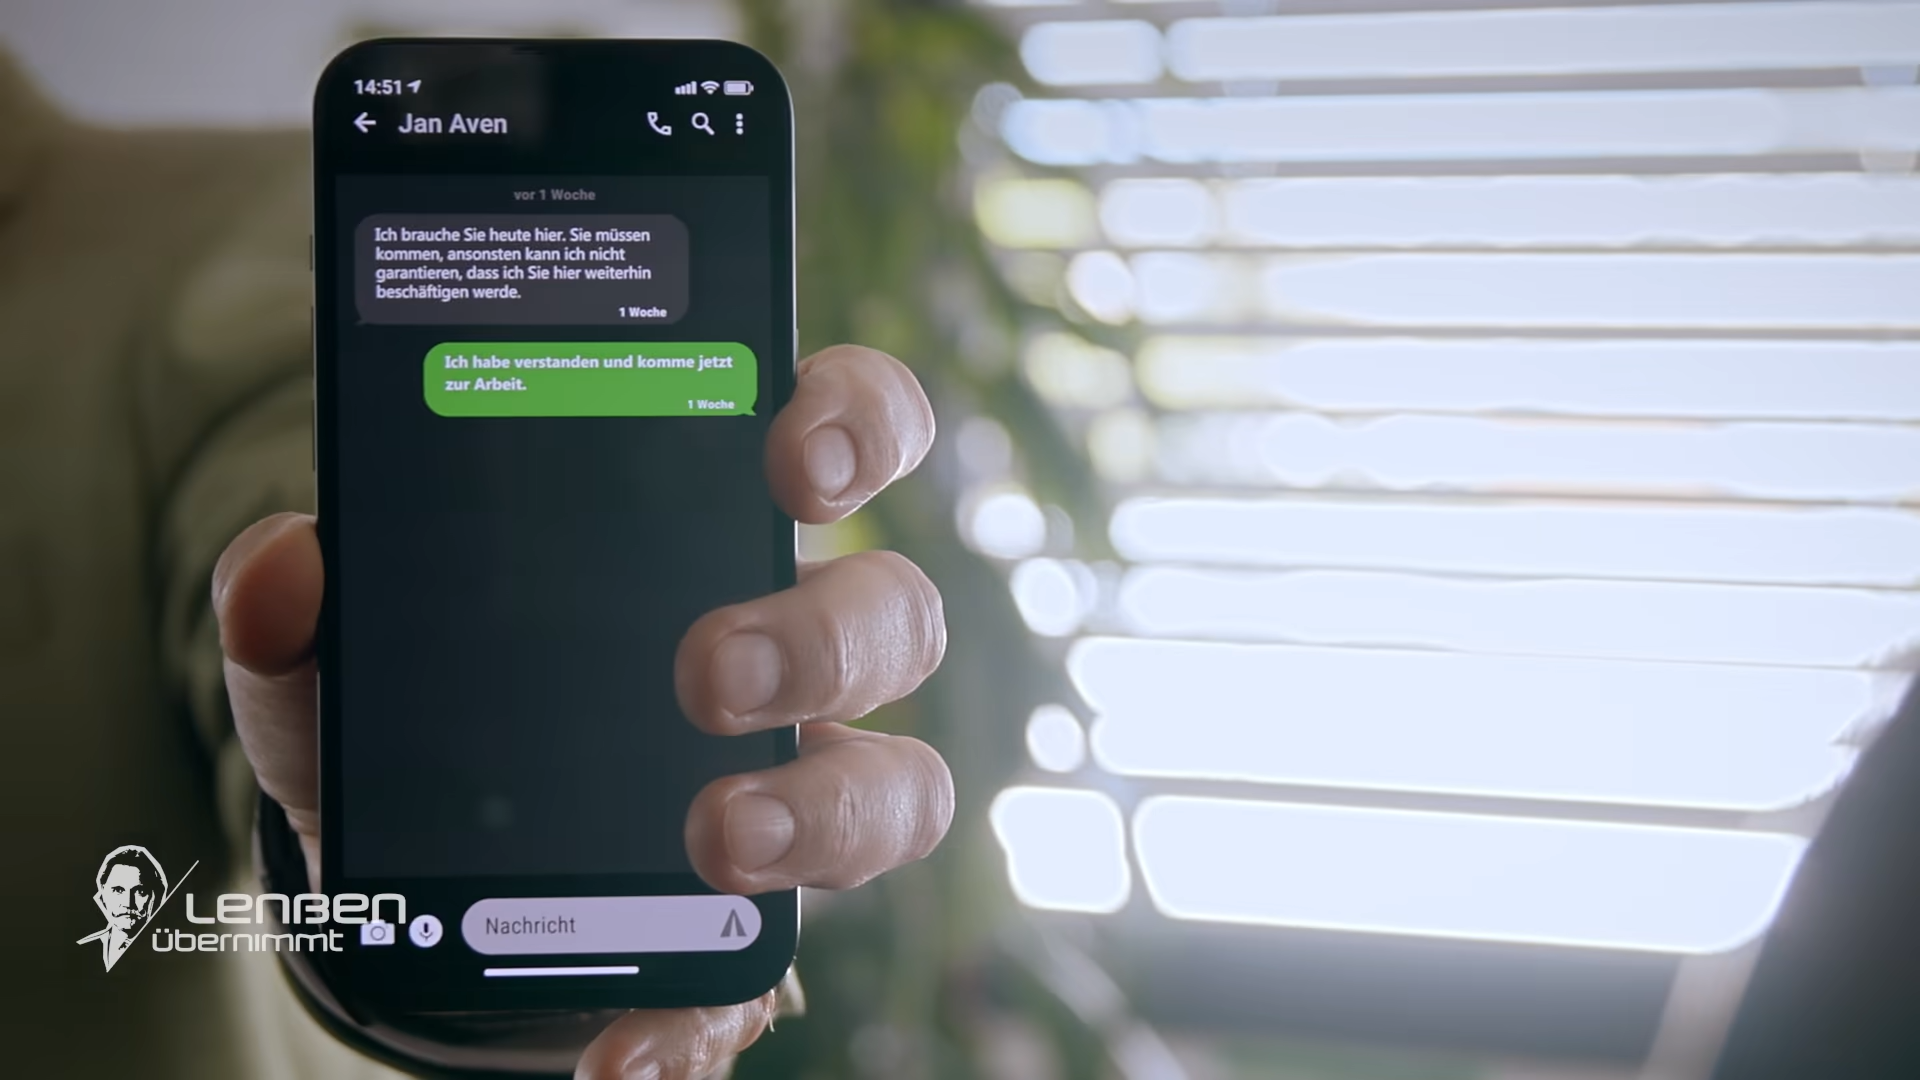 14:51
Jan Aven
vor 1 Woche
Ich brauche Sie heute hier. Sie müssen
kommen, ansonsten kann ich nicht
garantieren, dass ich Sie hier weiterhin
beschäftigen werde.
1 Woche
Ich habe verstanden und komme jetzt
zur Arbeit.
1 Woche
Nachricht
Lenßen
übernimmt